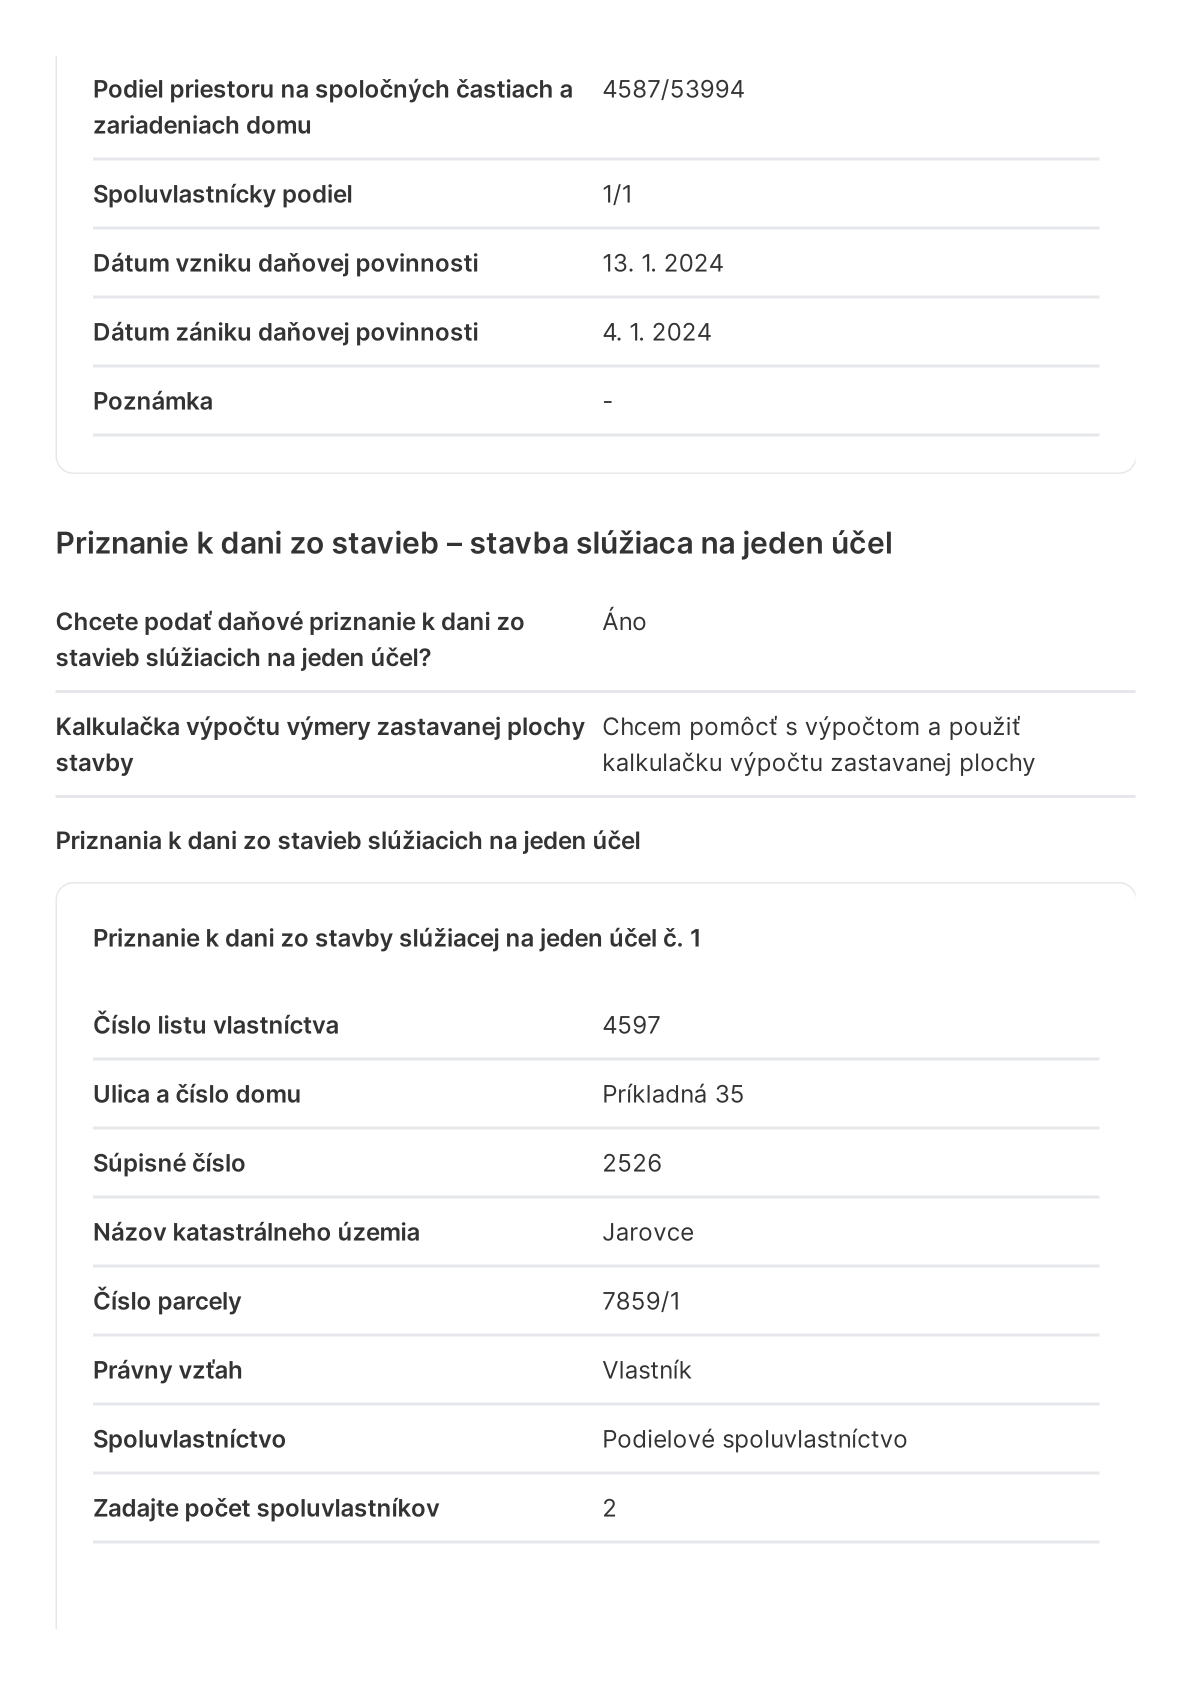 Podiel priestoru na spoločných častiach a 4587/53994
zariadeniach domu
Spoluvlastnícky podiel 1/1
Dátum vzniku daňovej povinnosti 13. 1. 2024
Dátum zániku daňovej povinnosti 4. 1. 2024
Poznámka -
Priznanie k dani zo stavieb – stavba slúžiaca na jeden účel
Chcete podať daňové priznanie k dani zo Áno
stavieb slúžiacich na jeden účel?
Kalkulačka výpočtu výmery zastavanej plochy Chcem pomôcť s výpočtom a použiť
stavby kalkulačku výpočtu zastavanej plochy
Priznania k dani zo stavieb slúžiacich na jeden účel
Priznanie k dani zo stavby slúžiacej na jeden účel č. 1
Číslo listu vlastníctva 4597
Ulica a číslo domu Príkladná 35
Súpisné číslo 2526
Názov katastrálneho územia Jarovce
Číslo parcely 7859/1
Právny vzťah Vlastník
Spoluvlastníctvo Podielové spoluvlastníctvo
Zadajte počet spoluvlastníkov 2